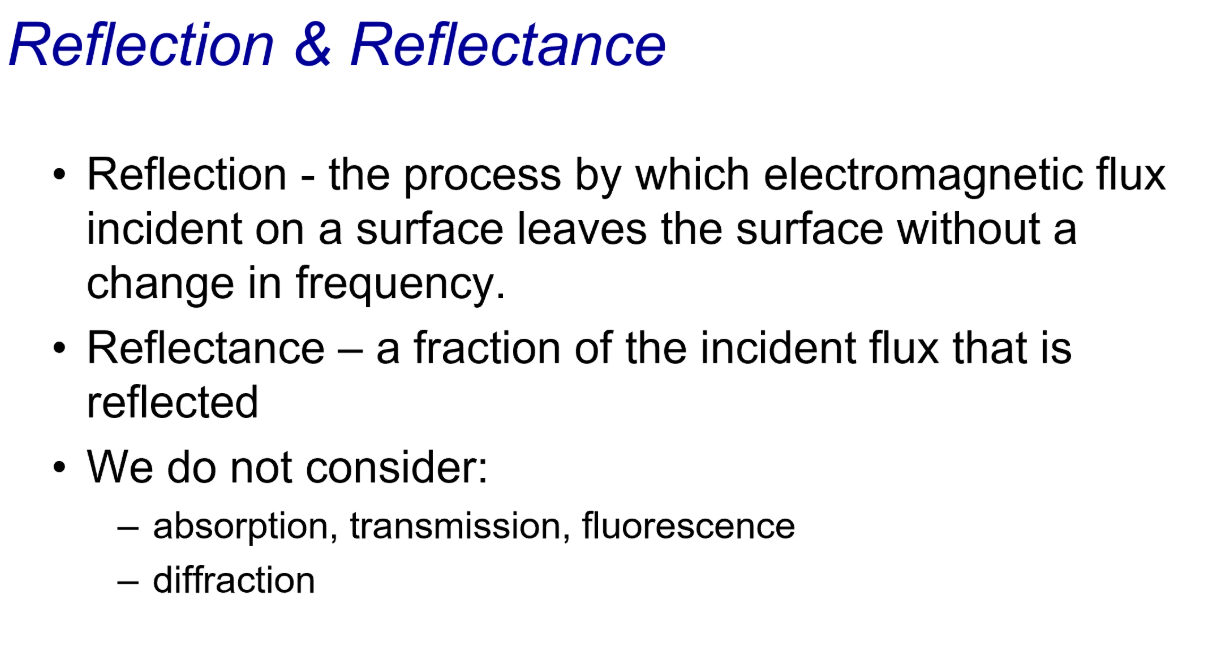 Reflection & Reflectance
• Reflection - the process by which electromagnetic flux
incident on a surface leaves the surface without a
change in frequency.
• Reflectance – a fraction of the incident flux that is
reflected
• We do not consider:
– absorption, transmission, fluorescence
– diffraction